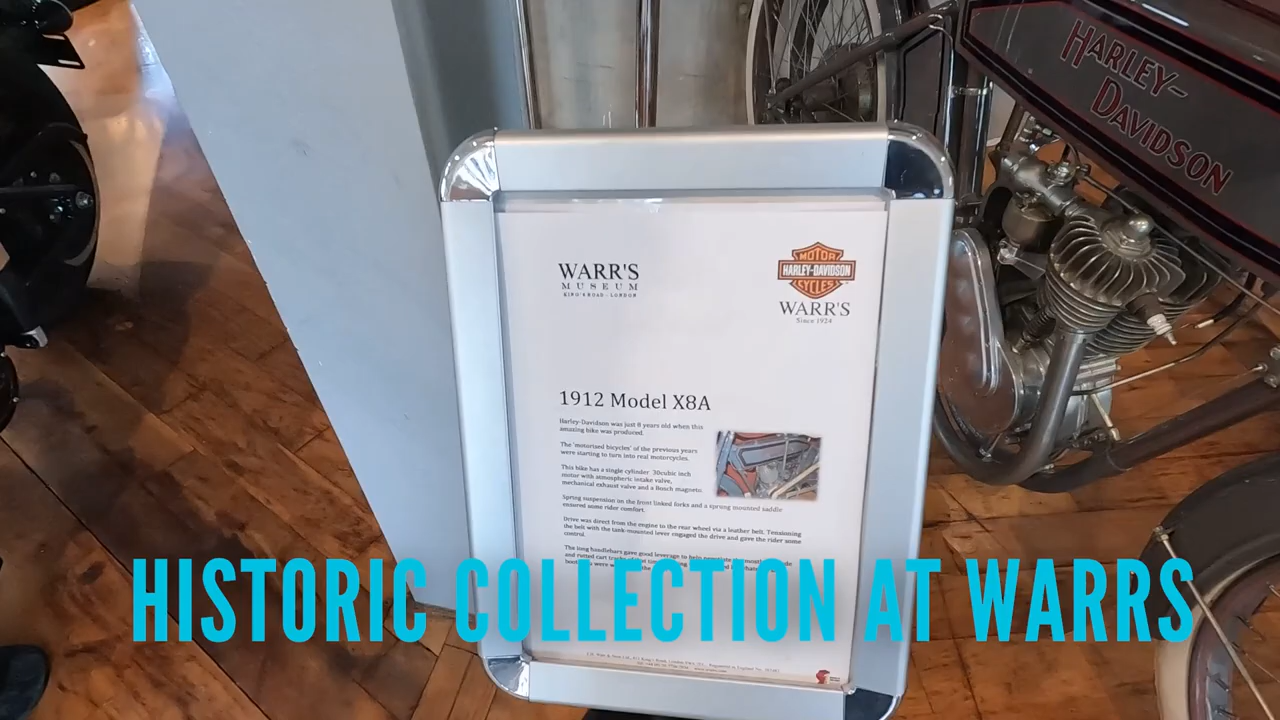 HARLEY-
DAVIDSON
WARR'S
MUSEUM
KING'S ROAD - LONDON
MOTOR
HARLEY-DAVIDSON
CYCLES
WARR'S
Since 1924
1912 Model X8A
Harley-Davidson was just 8 years old when this
amazing bike was produced.
The 'motorised bicycles' of the previous years
were starting to turn into real motorcycles.
This bike has a single cylinder 30cubic inch
motor with atmospheric intake valve,
mechanical exhaust valve and a Bosch magneto.
Spring suspension on the front linked forks and a sprung mounted saddle
ensured some rider comfort.
Drive was direct from the engine to the rear wheel via a leather belt. Tensioning
the belt with the tank-mounted lever engaged the drive and gave the rider some
control.
The long handlebars gave good leverage to help
and rutted cart
were
HISTORIC COLLECTION AT WARRS